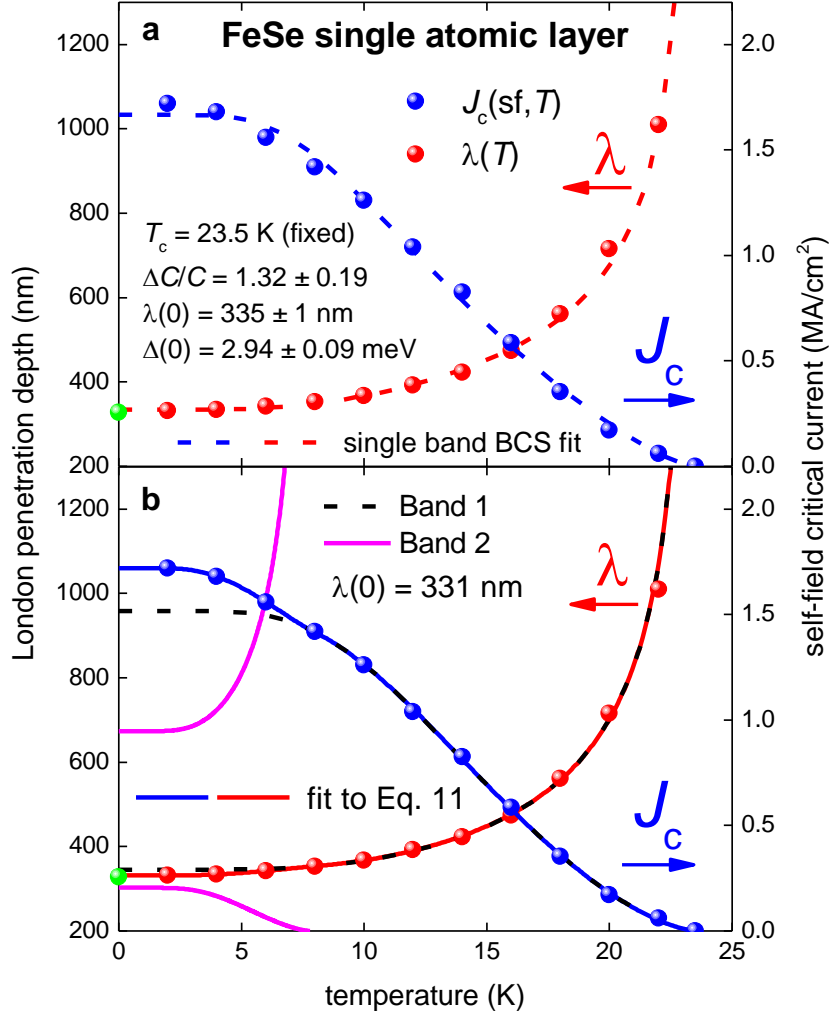 a FeSe single atomic layer
J_c(sf,T)
λ(T)
λ
T_c = 23.5 K (fixed)
ΔC/C = 1.32 ± 0.19
λ(0) = 335 ± 1 nm
Δ(0) = 2.94 ± 0.09 meV
J_c
single band BCS fit
1200
1000
800
600
400
200
2.0
1.5
1.0
0.5
0.0
b
Band 1
Band 2
λ(0) = 331 nm
λ
fit to Eq. 11
J_c
1200
1000
800
600
400
200
2.0
1.5
1.0
0.5
0.0
0 5 10 15 20 25
temperature (K)
London penetration depth (nm)
self-field critical current (MA/cm²)